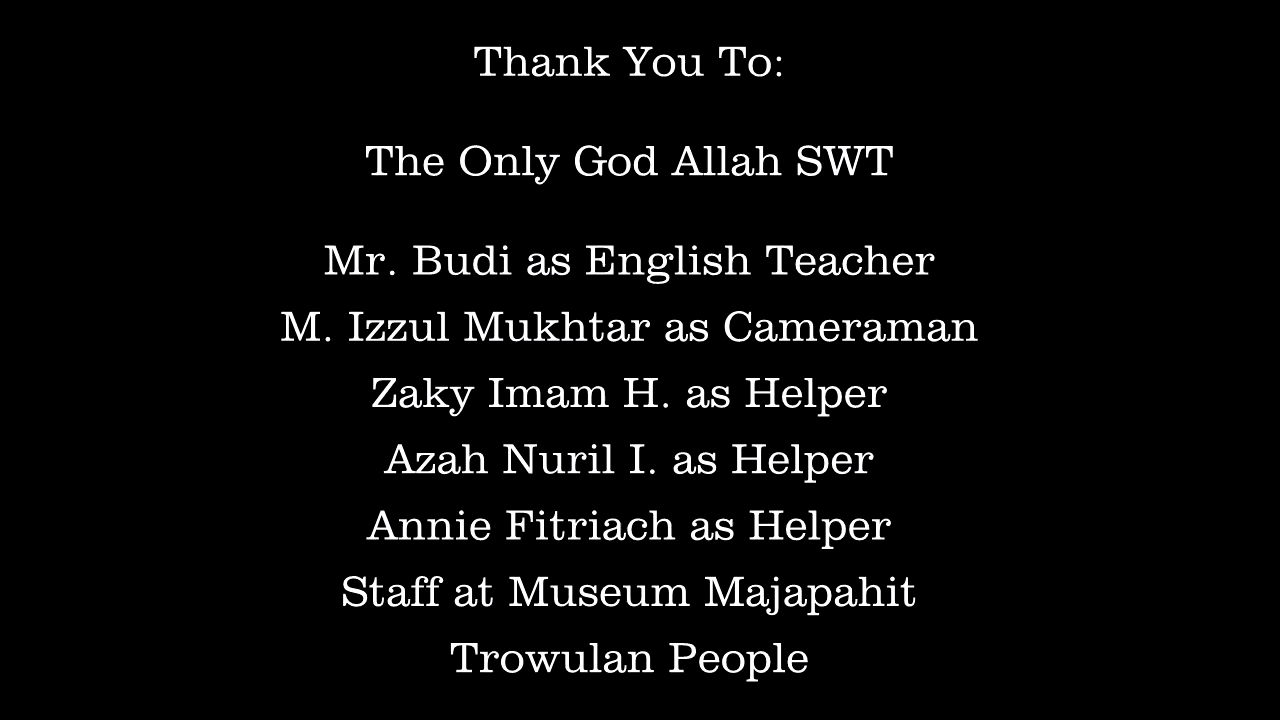 Thank You To:
The Only God Allah SWT
Mr. Budi as English Teacher
M. Izzul Mukhtar as Cameraman
Zaky Imam H. as Helper
Azah Nuril I. as Helper
Annie Fitriach as Helper
Staff at Museum Majapahit
Trowulan People